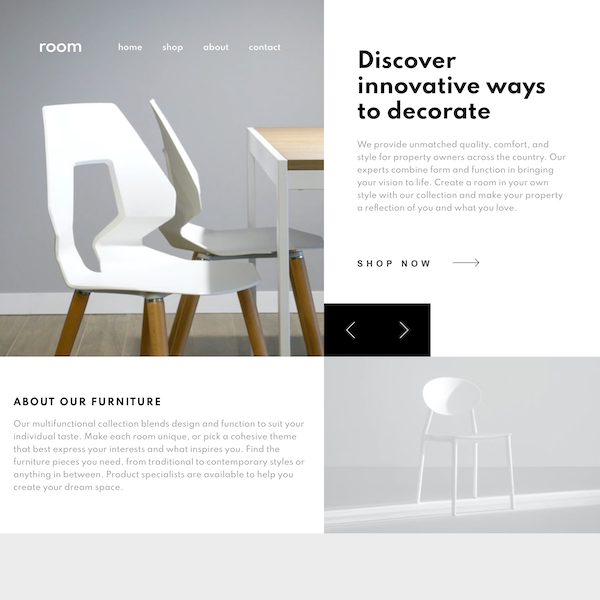 room
home shop about contact
Discover
innovative ways
to decorate
We provide unmatched quality, comfort, and
style for property owners across the country. Our
experts combine form and function in bringing
your vision to life. Create a room in your own
style with our collection and make your property
a reflection of you and what you love.
SHOP NOW
ABOUT OUR FURNITURE
Our multifunctional collection blends design and function to suit your
individual taste. Make each room unique, or pick a cohesive theme
that best express your interests and what inspires you. Find the
furniture pieces you need, from traditional to contemporary styles or
anything in between. Product specialists are available to help you
create your dream space.